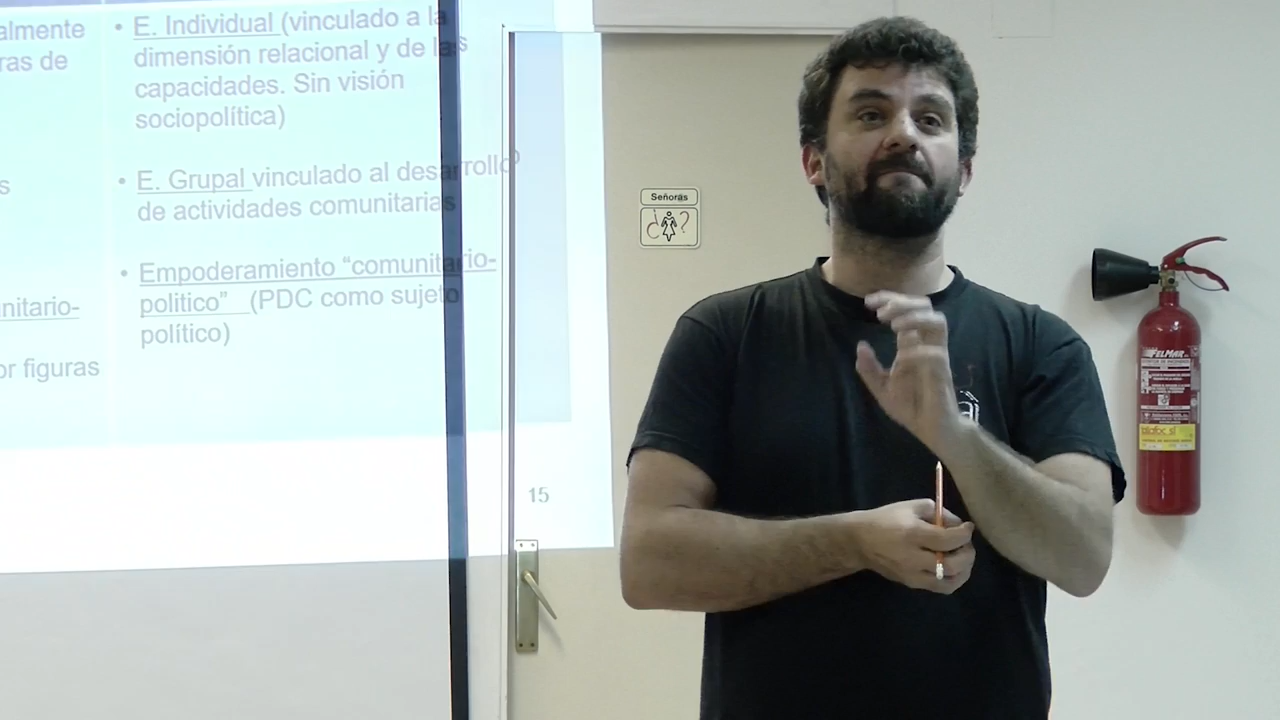 almente
ras de
s
nitario-
or figuras
• E. Individual (vinculado a la
dimensión relacional y de las
capacidades. Sin visión
sociopolítica)
• E. Grupal vinculado al desarrollo?
de actividades comunitarias
• Empoderamiento “comunitario-
politico” (PDC como sujeto
político)
15
Señoras
¿ ?
FELMAR